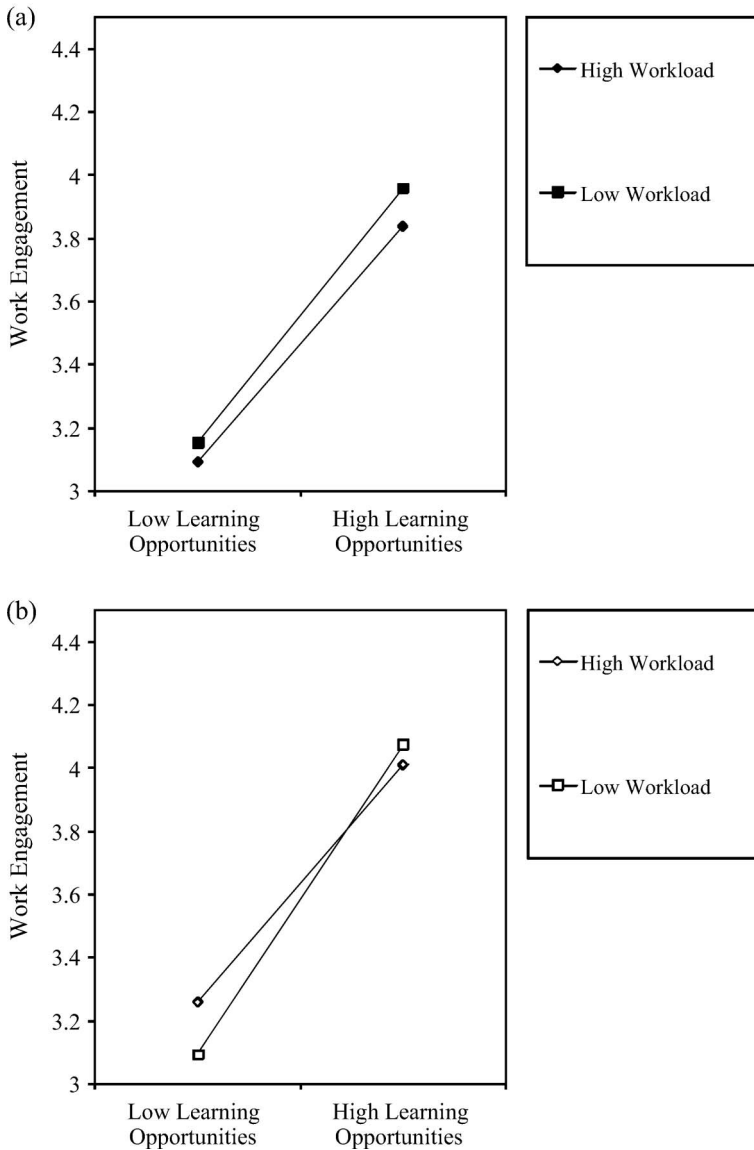 (a)
4.4
4.2
4
3.8
3.6
3.4
3.2
3
Work Engagement
Low Learning
Opportunities
High Learning
Opportunities
High Workload
Low Workload
(b)
4.4
4.2
4
3.8
3.6
3.4
3.2
3
Work Engagement
Low Learning
Opportunities
High Learning
Opportunities
High Workload
Low Workload